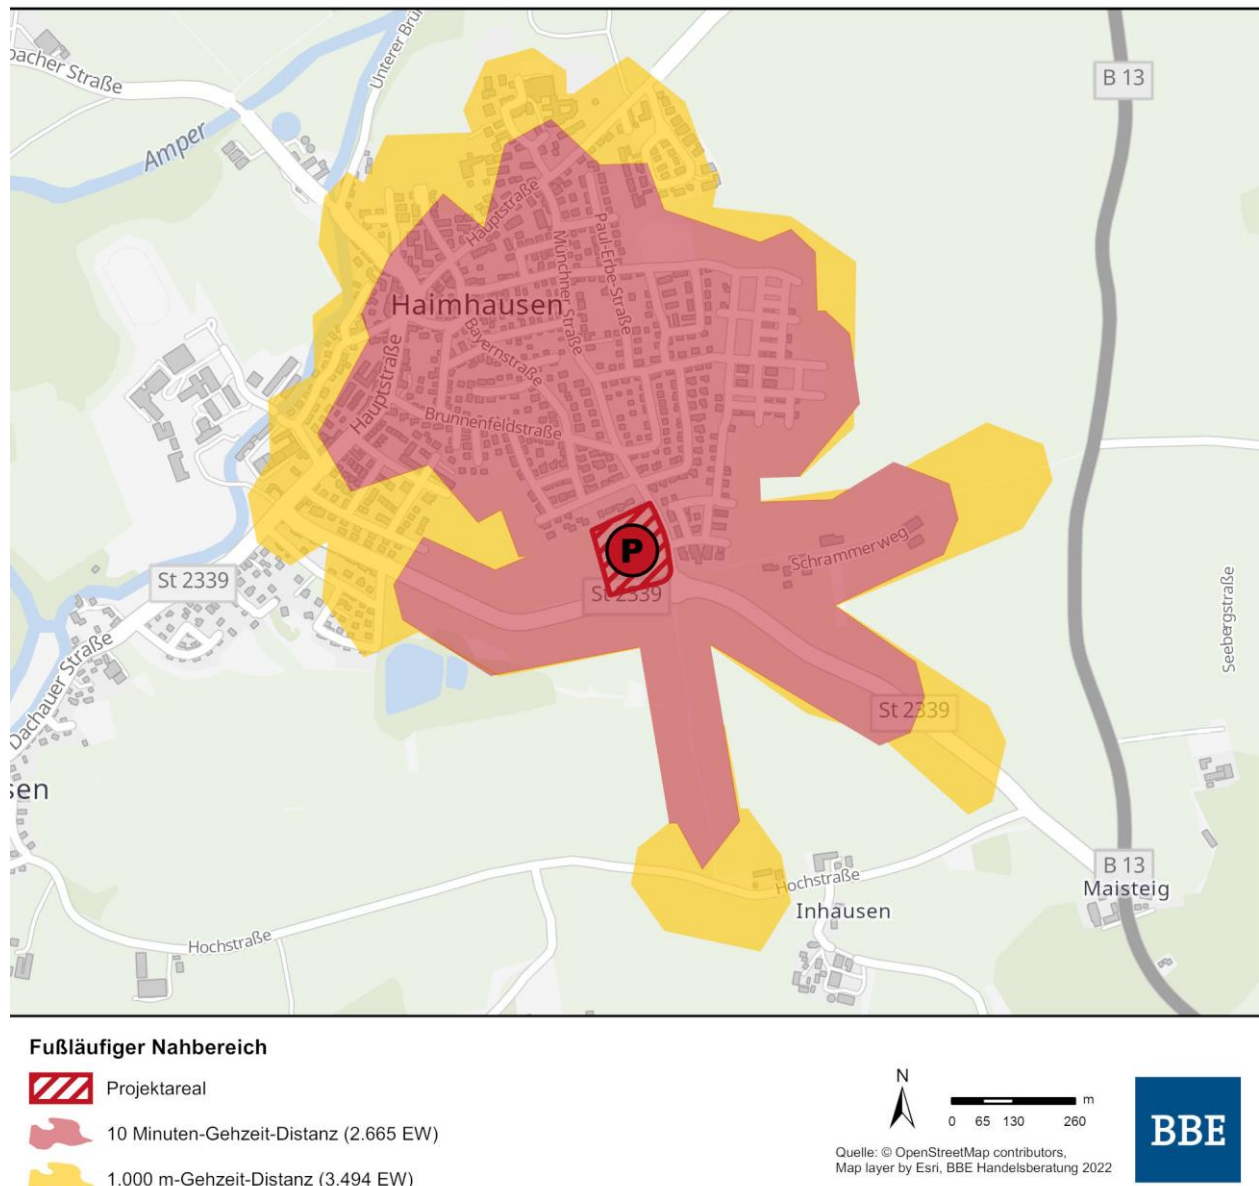 bacher Straße
Unterer Brü
B 13
Amper
Hauptstraße
Paul-Erbe-Straße
Münchner Straße
Haimhausen
Bayernstraße
Hauptstraße
Brunnenfeldstraße
P
Schrammerweg
St 2339
St 2339
Seebergstraße
Dachauer Straße
St 2339
sen
B 13
Maisteig
Hochstraße
Inhausen
Hochstraße
Fußläufiger Nahbereich
Projektareal
10 Minuten-Gehzeit-Distanz (2.665 EW)
1.000 m-Gehzeit-Distanz (3.494 EW)
N
m
0 65 130 260
Quelle: © OpenStreetMap contributors,
Map layer by Esri, BBE Handelsberatung 2022
BBE